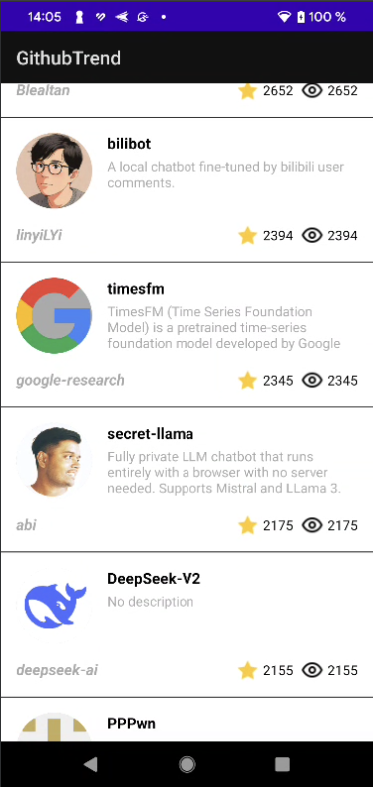 14:05
100 %
GithubTrend
Blealtan
2652
2652
bilibot
A local chatbot fine-tuned by bilibili user
comments.
linyiLYi
2394
2394
timesfm
TimesFM (Time Series Foundation
Model) is a pretrained time-series
foundation model developed by Google
google-research
2345
2345
secret-llama
Fully private LLM chatbot that runs
entirely with a browser with no server
needed. Supports Mistral and LLama 3.
abi
2175
2175
DeepSeek-V2
No description
deepseek-ai
2155
2155
PPPwn